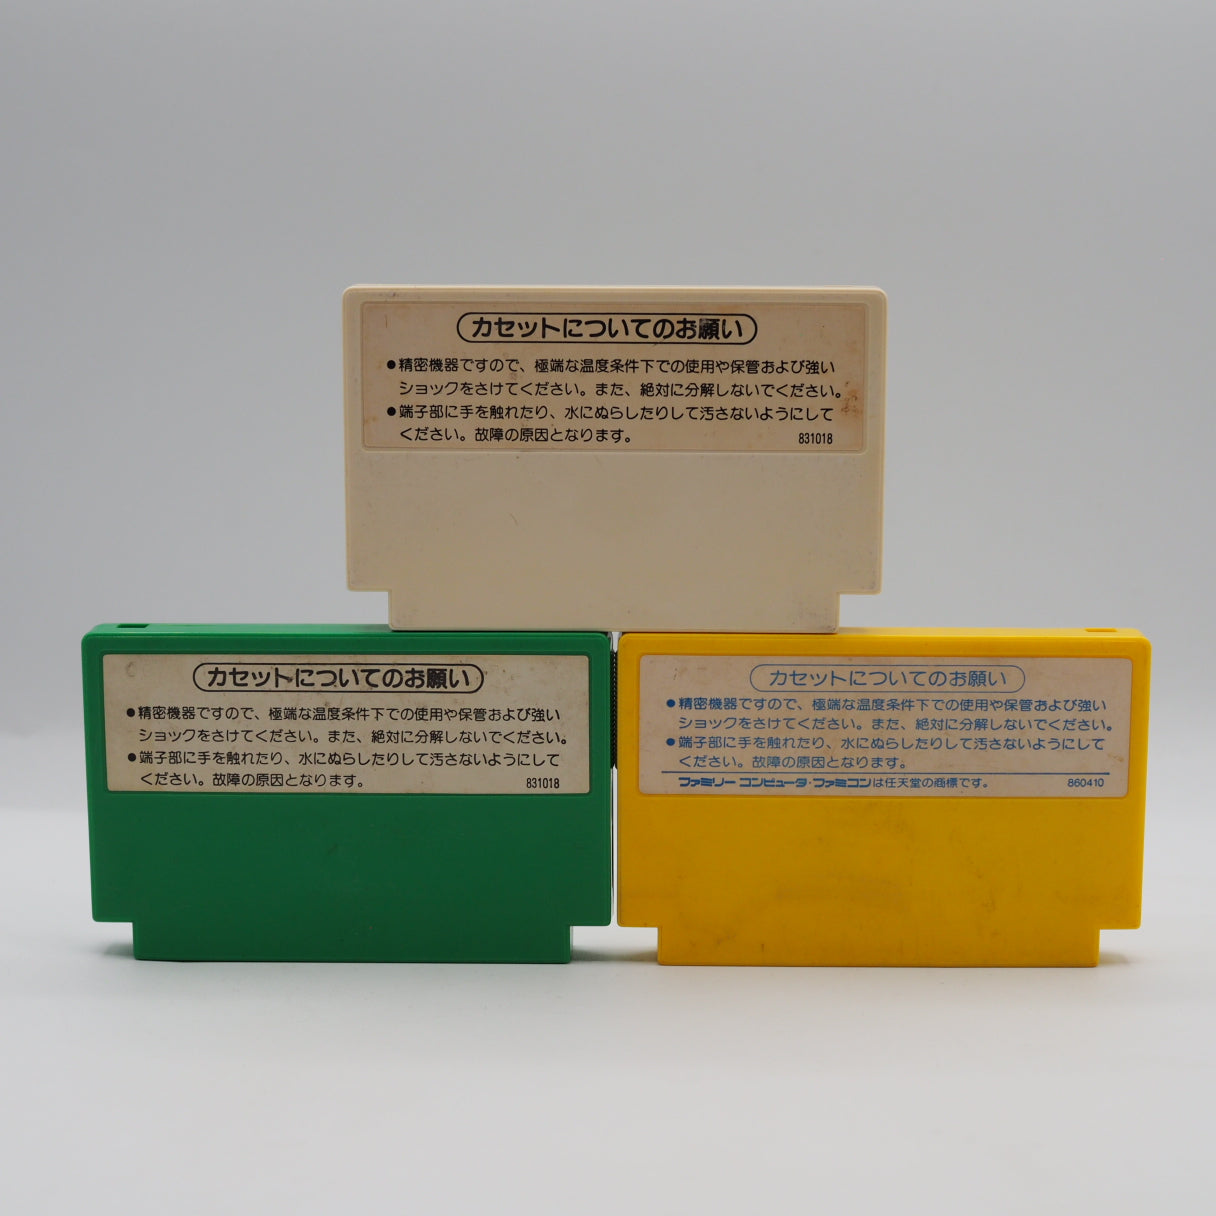 カセットについてのお願い
●精密機器ですので、極端な温度条件下での使用や保管および強い
ショックをさけてください。また、絶対に分解しないでください。
●端子部に手を触れたり、水にぬらしたりして汚さないようにして
ください。故障の原因となります。
831018
カセットについてのお願い
●精密機器ですので、極端な温度条件下での使用や保管および強い
ショックをさけてください。また、絶対に分解しないでください。
●端子部に手を触れたり、水にぬらしたりして汚さないようにして
ください。故障の原因となります。
831018
カセットについてのお願い
●精密機器ですので、極端な温度条件下での使用や保管および強い
ショックをさけてください。また、絶対に分解しないでください。
●端子部に手を触れたり、水にぬらしたりして汚さないようにして
ください。故障の原因となります。
ファミリー コンピュータ・ファミコンは任天堂の商標です。
860410